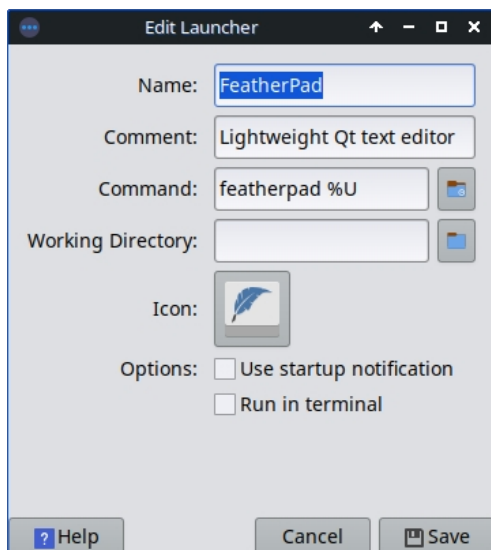 Edit Launcher
Name: FeatherPad
Comment: Lightweight Qt text editor
Command: featherpad %U
Working Directory:
Icon:
Options: Use startup notification
Run in terminal
? Help Cancel Save